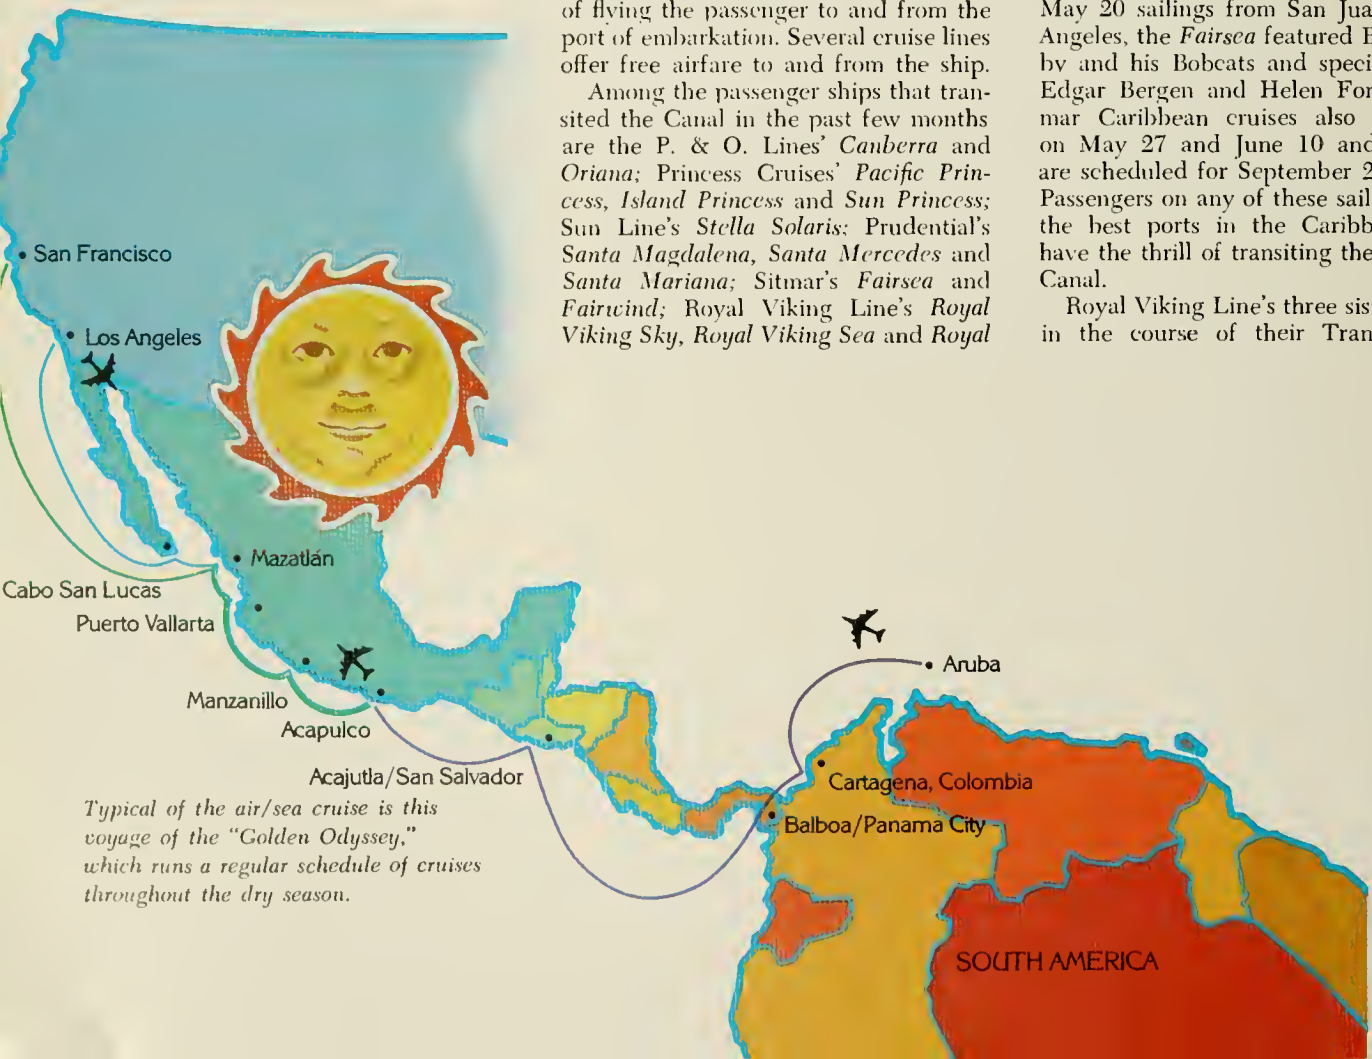 of flying the passenger to and from the
port of embarkation. Several cruise lines
offer free airfare to and from the ship.
Among the passenger ships that tran-
sited the Canal in the past few months
are the P. & O. Lines' Canberra and
Oriana; Princess Cruises' Pacific Prin-
cess, Island Princess and Sun Princess;
Sun Line's Stella Solaris; Prudential's
Santa Magdalena, Santa Mercedes and
Santa Mariana; Sitmar's Fairsea and
Fairwind; Royal Viking Line's Royal
Viking Sky, Royal Viking Sea and Royal
May 20 sailings from San
Angeles, the Fairsea featured
by and his Bobcats and
Edgar Bergen and Helen
mar Caribbean cruises also
on May 27 and June 10
are scheduled for September
Passengers on any of these
the best ports in the
have the thrill of transiting the
Canal.
Royal Viking Line's three
in the course of their
San Francisco
Los Angeles
Mazatlán
Cabo San Lucas
Puerto Vallarta
Manzanillo
Acapulco
Acajutla/San Salvador
Aruba
Cartagena, Colombia
Balboa/Panama City
SOUTH AMERICA
Typical of the air/sea cruise is this
voyage of the "Golden Odyssey,"
which runs a regular schedule of cruises
throughout the dry season.